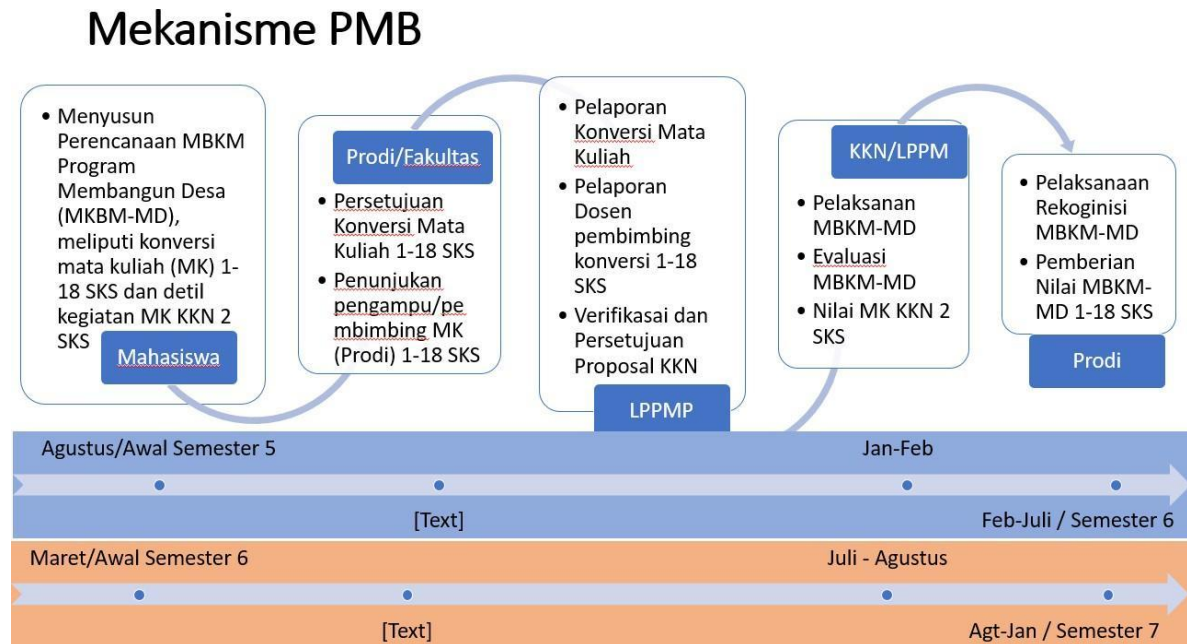 Mekanisme PMB
• Menyusun
Perencanaan MBKM
Program
Membangun Desa
(MKBM-MD),
meliputi konversi
mata kuliah (MK) 1-
18 SKS dan detil
kegiatan MK KKN 2
SKS
Mahasiswa
Prodi/Fakultas
• Persetujuan
Konversi Mata
Kuliah 1-18 SKS
• Penunjukan
pengampu/pe
mbimbing MK
(Prodi) 1-18 SKS
• Pelaporan
Konversi Mata
Kuliah
• Pelaporan
Dosen
pembimbing
konversi 1-18
SKS
• Verifikasai dan
Persetujuan
Proposal KKN
LPPMP
KKN/LPPM
• Pelaksanan
MBKM-MD
• Evaluasi
MBKM-MD
• Nilai MK KKN 2
SKS
• Pelaksanaan
Rekoginisi
MBKM-MD
• Pemberian
Nilai MBKM-
MD 1-18 SKS
Prodi
Agustus/Awal Semester 5
Jan-Feb
[Text]
Feb-Juli / Semester 6
Maret/Awal Semester 6
Juli - Agustus
[Text]
Agt-Jan / Semester 7